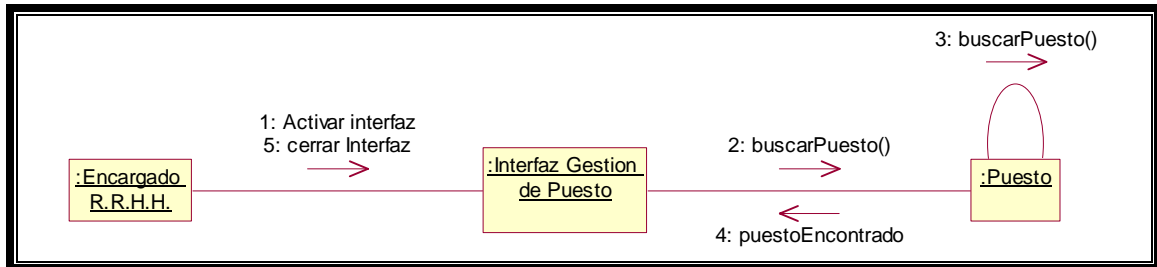 3: buscarPuesto()
1: Activar interfaz
5: cerrar Interfaz
2: buscarPuesto()
:Encargado
R.R.H.H.
:Interfaz Gestion
de Puesto
:Puesto
4: puestoEncontrado